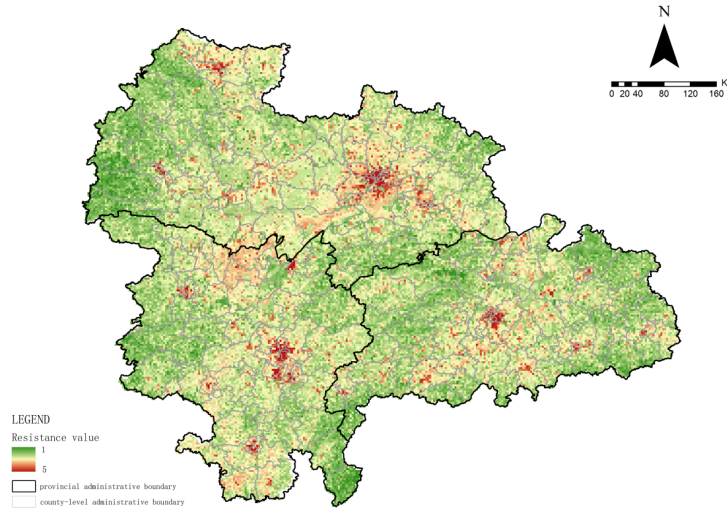 N
K
0 20 40 80 120 160
LEGEND
Resistance value
1
5
provincial administrative boundary
county-level administrative boundary